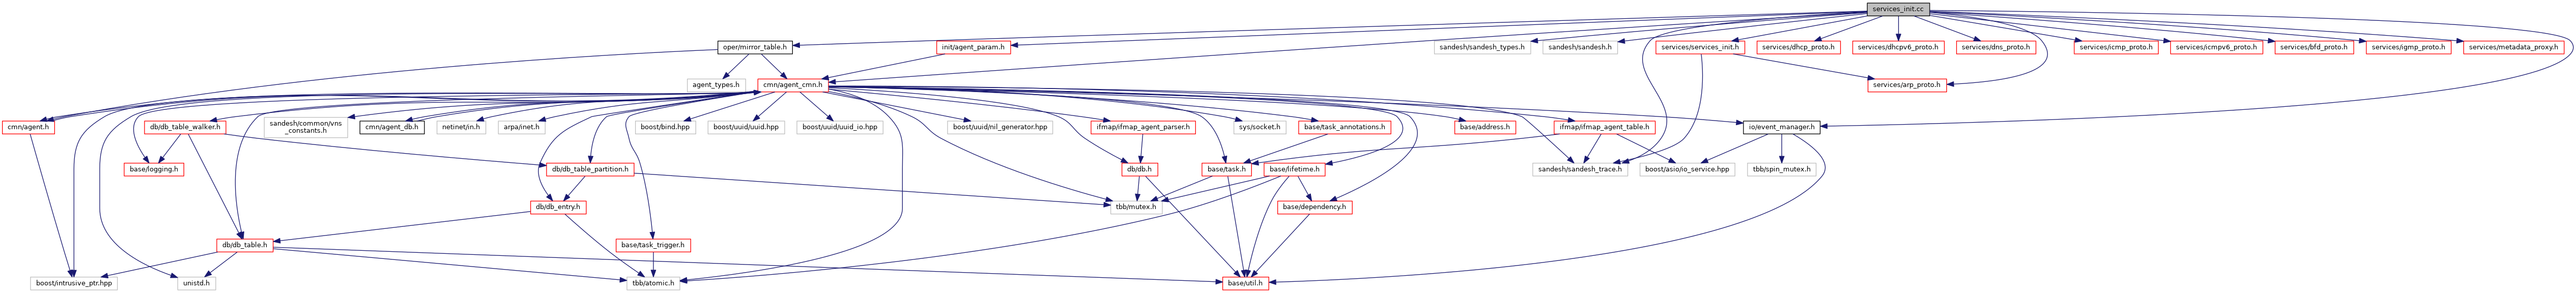 services_init.cc
oper/mirror_table.h
init/agent_param.h
sandesh/sandesh_types.h
sandesh/sandesh.h
services/services_init.h
services/dhcp_proto.h
services/dhcpv6_proto.h
services/dns_proto.h
services/icmp_proto.h
services/icmpv6_proto.h
services/bfd_proto.h
services/igmp_proto.h
services/metadata_proxy.h
agent_types.h
cmn/agent_cmn.h
services/arp_proto.h
cmn/agent.h
db/db_table_walker.h
sandesh/common/vns
_constants.h
cmn/agent_db.h
netinet/in.h
arpa/inet.h
boost/bind.hpp
boost/uuid/uuid.hpp
boost/uuid/uuid_io.hpp
boost/uuid/nil_generator.hpp
ifmap/ifmap_agent_parser.h
sys/socket.h
base/task_annotations.h
base/address.h
ifmap/ifmap_agent_table.h
io/event_manager.h
base/logging.h
db/db_table_partition.h
db/db.h
base/task.h
base/lifetime.h
sandesh/sandesh_trace.h
boost/asio/io_service.hpp
tbb/spin_mutex.h
db/db_entry.h
tbb/mutex.h
base/dependency.h
db/db_table.h
base/task_trigger.h
boost/intrusive_ptr.hpp
unistd.h
tbb/atomic.h
base/util.h